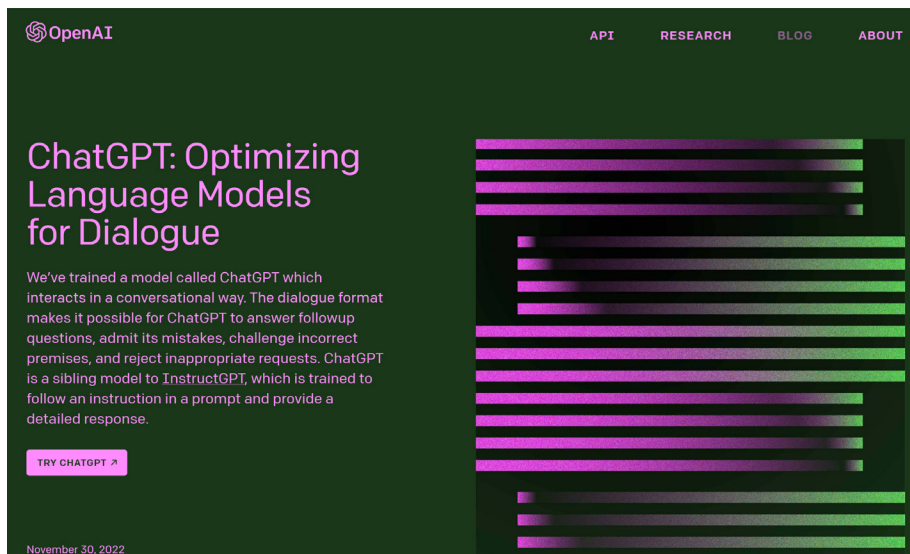 OpenAI
API RESEARCH BLOG ABOUT
ChatGPT: Optimizing
Language Models
for Dialogue
We've trained a model called ChatGPT which
interacts in a conversational way. The dialogue format
makes it possible for ChatGPT to answer followup
questions, admit its mistakes, challenge incorrect
premises, and reject inappropriate requests. ChatGPT
is a sibling model to InstructGPT, which is trained to
follow an instruction in a prompt and provide a
detailed response.
TRY CHATGPT ↗
November 30, 2022